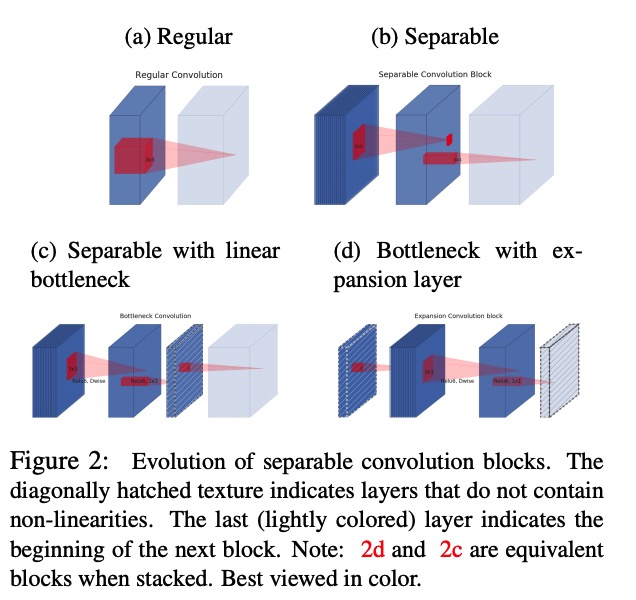 (a) Regular
(b) Separable
Regular Convolution
Separable Convolution Block
3x3
3x3
1x1
(c) Separable with linear
bottleneck
(d) Bottleneck with ex-
pansion layer
Bottleneck Convolution
Expansion Convolution block
3x3
Relu6, Dwise
Relu6, 1x1
3x3
Relu6, Dwise
Relu6, 1x1
Figure 2: Evolution of separable convolution blocks. The
diagonally hatched texture indicates layers that do not contain
non-linearities. The last (lightly colored) layer indicates the
beginning of the next block. Note: 2d and 2c are equivalent
blocks when stacked. Best viewed in color.